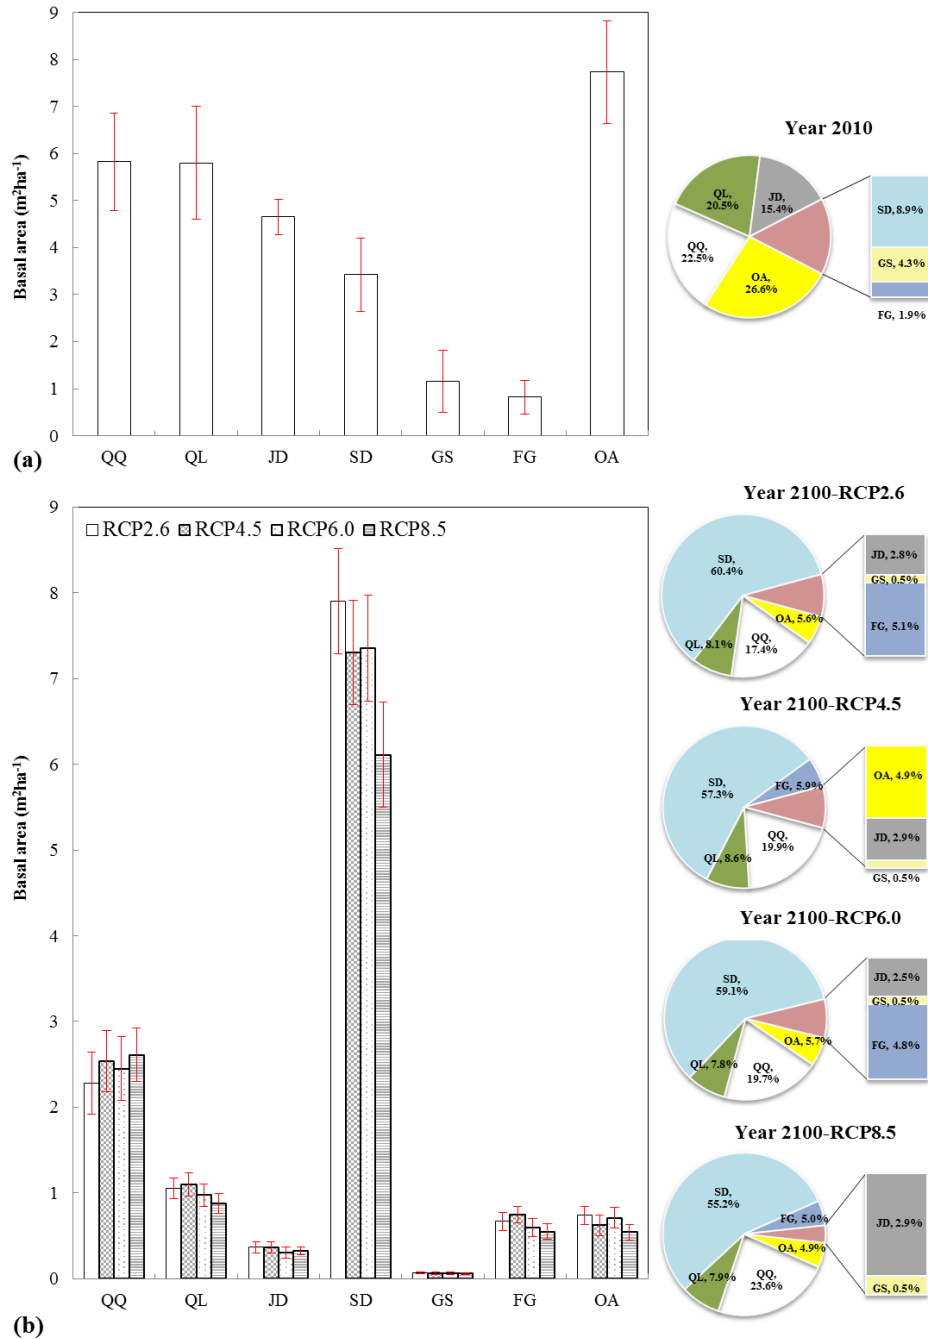 9
8
7
6
5
4
3
2
1
0
Basal area (m²ha⁻¹)
QQ QL JD SD GS FG OA
(a)
Year 2010
QL,
20.5%
JD,
15.4%
QQ,
22.5%
OA,
26.6%
SD, 8.9%
GS, 4.3%
FG, 1.9%
9
8
7
6
5
4
3
2
1
0
Basal area (m²ha⁻¹)
RCP2.6 RCP4.5 RCP6.0 RCP8.5
QQ QL JD SD GS FG OA
(b)
Year 2100-RCP2.6
SD,
60.4%
OA, 5.6%
QL, 8.1%
QQ,
17.4%
JD, 2.8%
GS, 0.5%
FG, 5.1%
Year 2100-RCP4.5
SD,
57.3%
FG, 5.9%
QQ,
19.9%
QL, 8.6%
OA, 4.9%
JD, 2.9%
GS, 0.5%
Year 2100-RCP6.0
SD,
59.1%
OA, 5.7%
QL, 7.8%
QQ,
19.7%
JD, 2.5%
GS, 0.5%
FG, 4.8%
Year 2100-RCP8.5
SD,
55.2%
FG, 5.0%
OA, 4.9%
QL, 7.9%
QQ,
23.6%
JD, 2.9%
GS, 0.5%